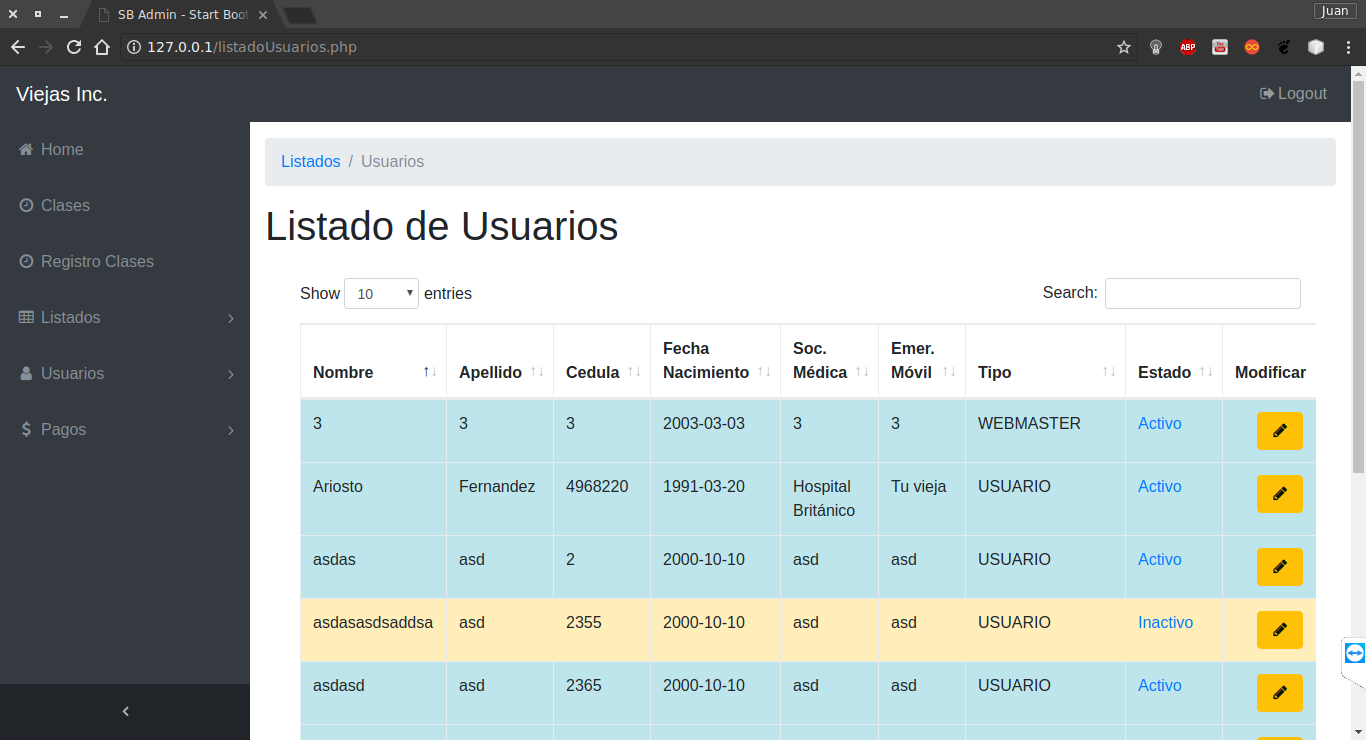 SB Admin - Start Boot
Juan
127.0.0.1/listadoUsuarios.php
ABP
Viejas Inc.
Logout
Home
Clases
Registro Clases
Listados
Usuarios
Pagos
Listados / Usuarios
Listado de Usuarios
Show 10 entries
Search:
Nombre Apellido Cedula Fecha Nacimiento Soc. Médica Emer. Móvil Tipo Estado Modificar
3 3 3 2003-03-03 3 3 WEBMASTER Activo
Ariosto Fernandez 4968220 1991-03-20 Hospital Británico Tu vieja USUARIO Activo
asdas asd 2 2000-10-10 asd asd USUARIO Activo
asdasasdsaddsa asd 2355 2000-10-10 asd asd USUARIO Inactivo
asdasd asd 2365 2000-10-10 asd asd USUARIO Activo